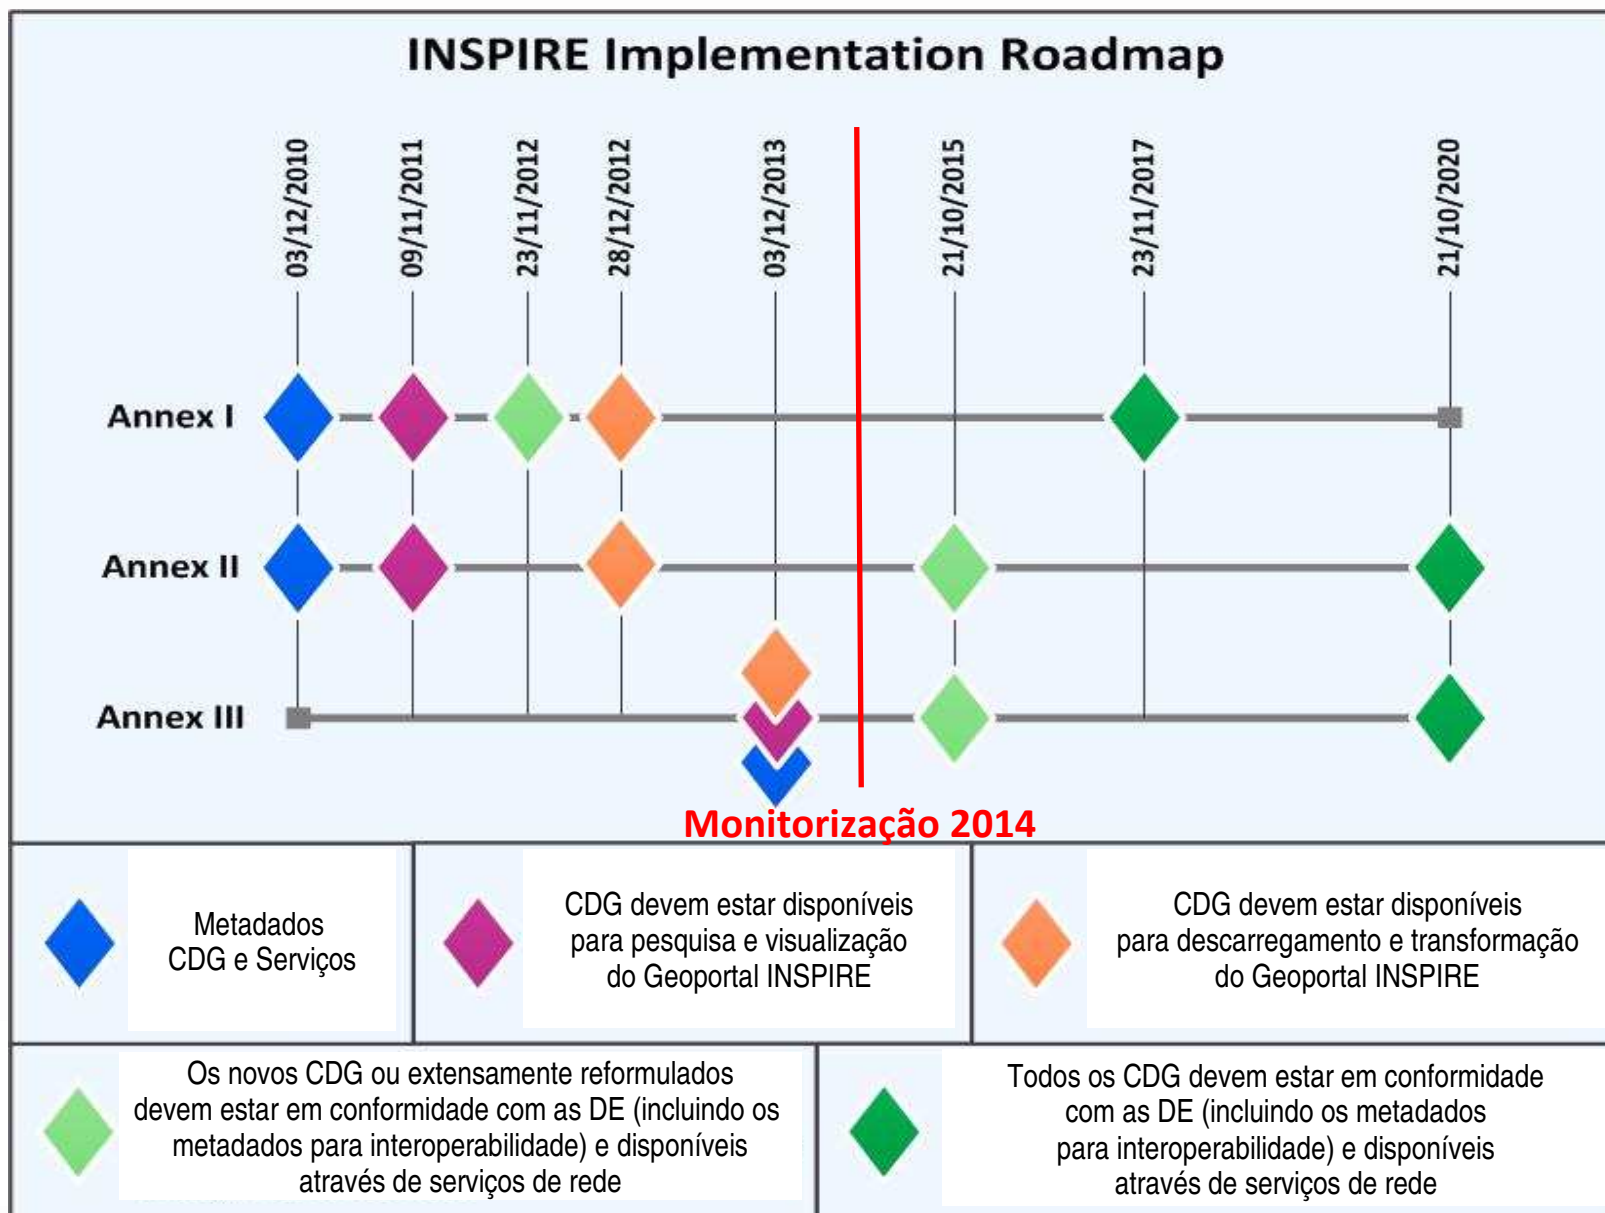 INSPIRE Implementation Roadmap
03/12/2010
09/11/2011
23/11/2012
28/12/2012
03/12/2013
21/10/2015
23/11/2017
21/10/2020
Annex I
Annex II
Annex III
Monitorização 2014
Metadados
CDG e Serviços
CDG devem estar disponíveis
para pesquisa e visualização
do Geoportal INSPIRE
CDG devem estar disponíveis
para descarregamento e transformação
do Geoportal INSPIRE
Os novos CDG ou extensamente reformulados
devem estar em conformidade com as DE (incluindo os
metadados para interoperabilidade) e disponíveis
através de serviços de rede
Todos os CDG devem estar em conformidade
com as DE (incluindo os metadados
para interoperabilidade) e disponíveis
através de serviços de rede